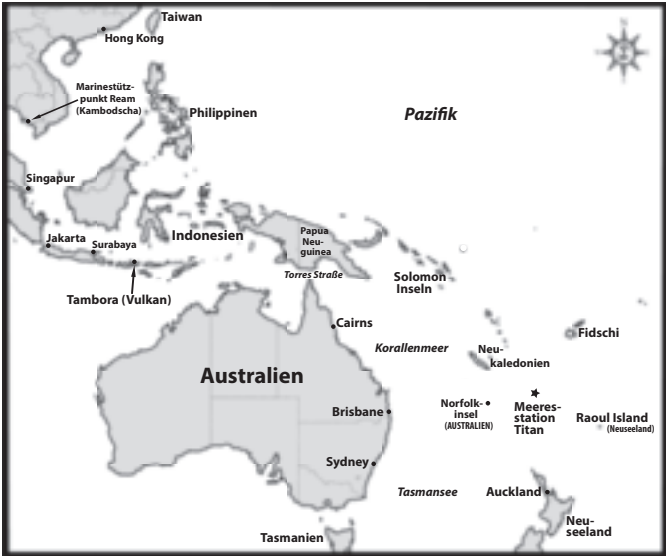 Taiwan
Hong Kong
N
Marinestütz-
punkt Ream
(Kambodscha)
Philippinen
Pazifik
Singapur
Jakarta
Surabaya
Indonesien
Papua
Neu-
guinea
Torres Straße
Solomon
Inseln
Tambora (Vulkan)
Cairns
Korallenmeer
Neu-
kaledonien
Fidschi
Australien
Brisbane
Norfolk-
insel
(AUSTRALIEN)
Meeres-
station
Titan
Raoul Island
(Neuseeland)
Sydney
Tasmansee
Auckland
Neu-
seeland
Tasmanien